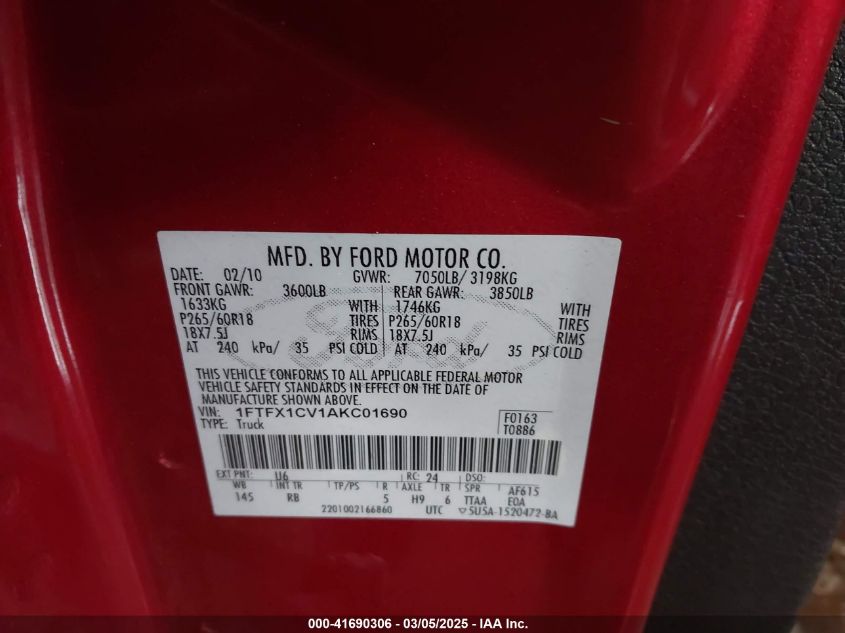 MFD. BY FORD MOTOR CO.
DATE: 02/10 GVWR: 7050LB/ 3198KG
FRONT GAWR: 3600LB REAR GAWR: 3850LB
1633KG WITH 1746KG WITH
P265/60R18 TIRES P265/60R18 TIRES
18X7.5J RIMS 18X7.5J RIMS
AT 240 kPa/ 35 PSI COLD AT 240 kPa/ 35 PSI COLD
THIS VEHICLE CONFORMS TO ALL APPLICABLE FEDERAL MOTOR
VEHICLE SAFETY STANDARDS IN EFFECT ON THE DATE OF
MANUFACTURE SHOWN ABOVE.
VIN: 1FTFX1CV1AKC01690 F0163
TYPE: Truck T0886
EXT PNT: U6 RC: 24 DSO:
WB INT TR TP/PS R AXLE TR SPR AF615
145 RB 5 H9 6 TTAA EOA
2201002166860 UTC ▽5U5A-1520472-BA
000-41690306 - 03/05/2025 - IAA Inc.